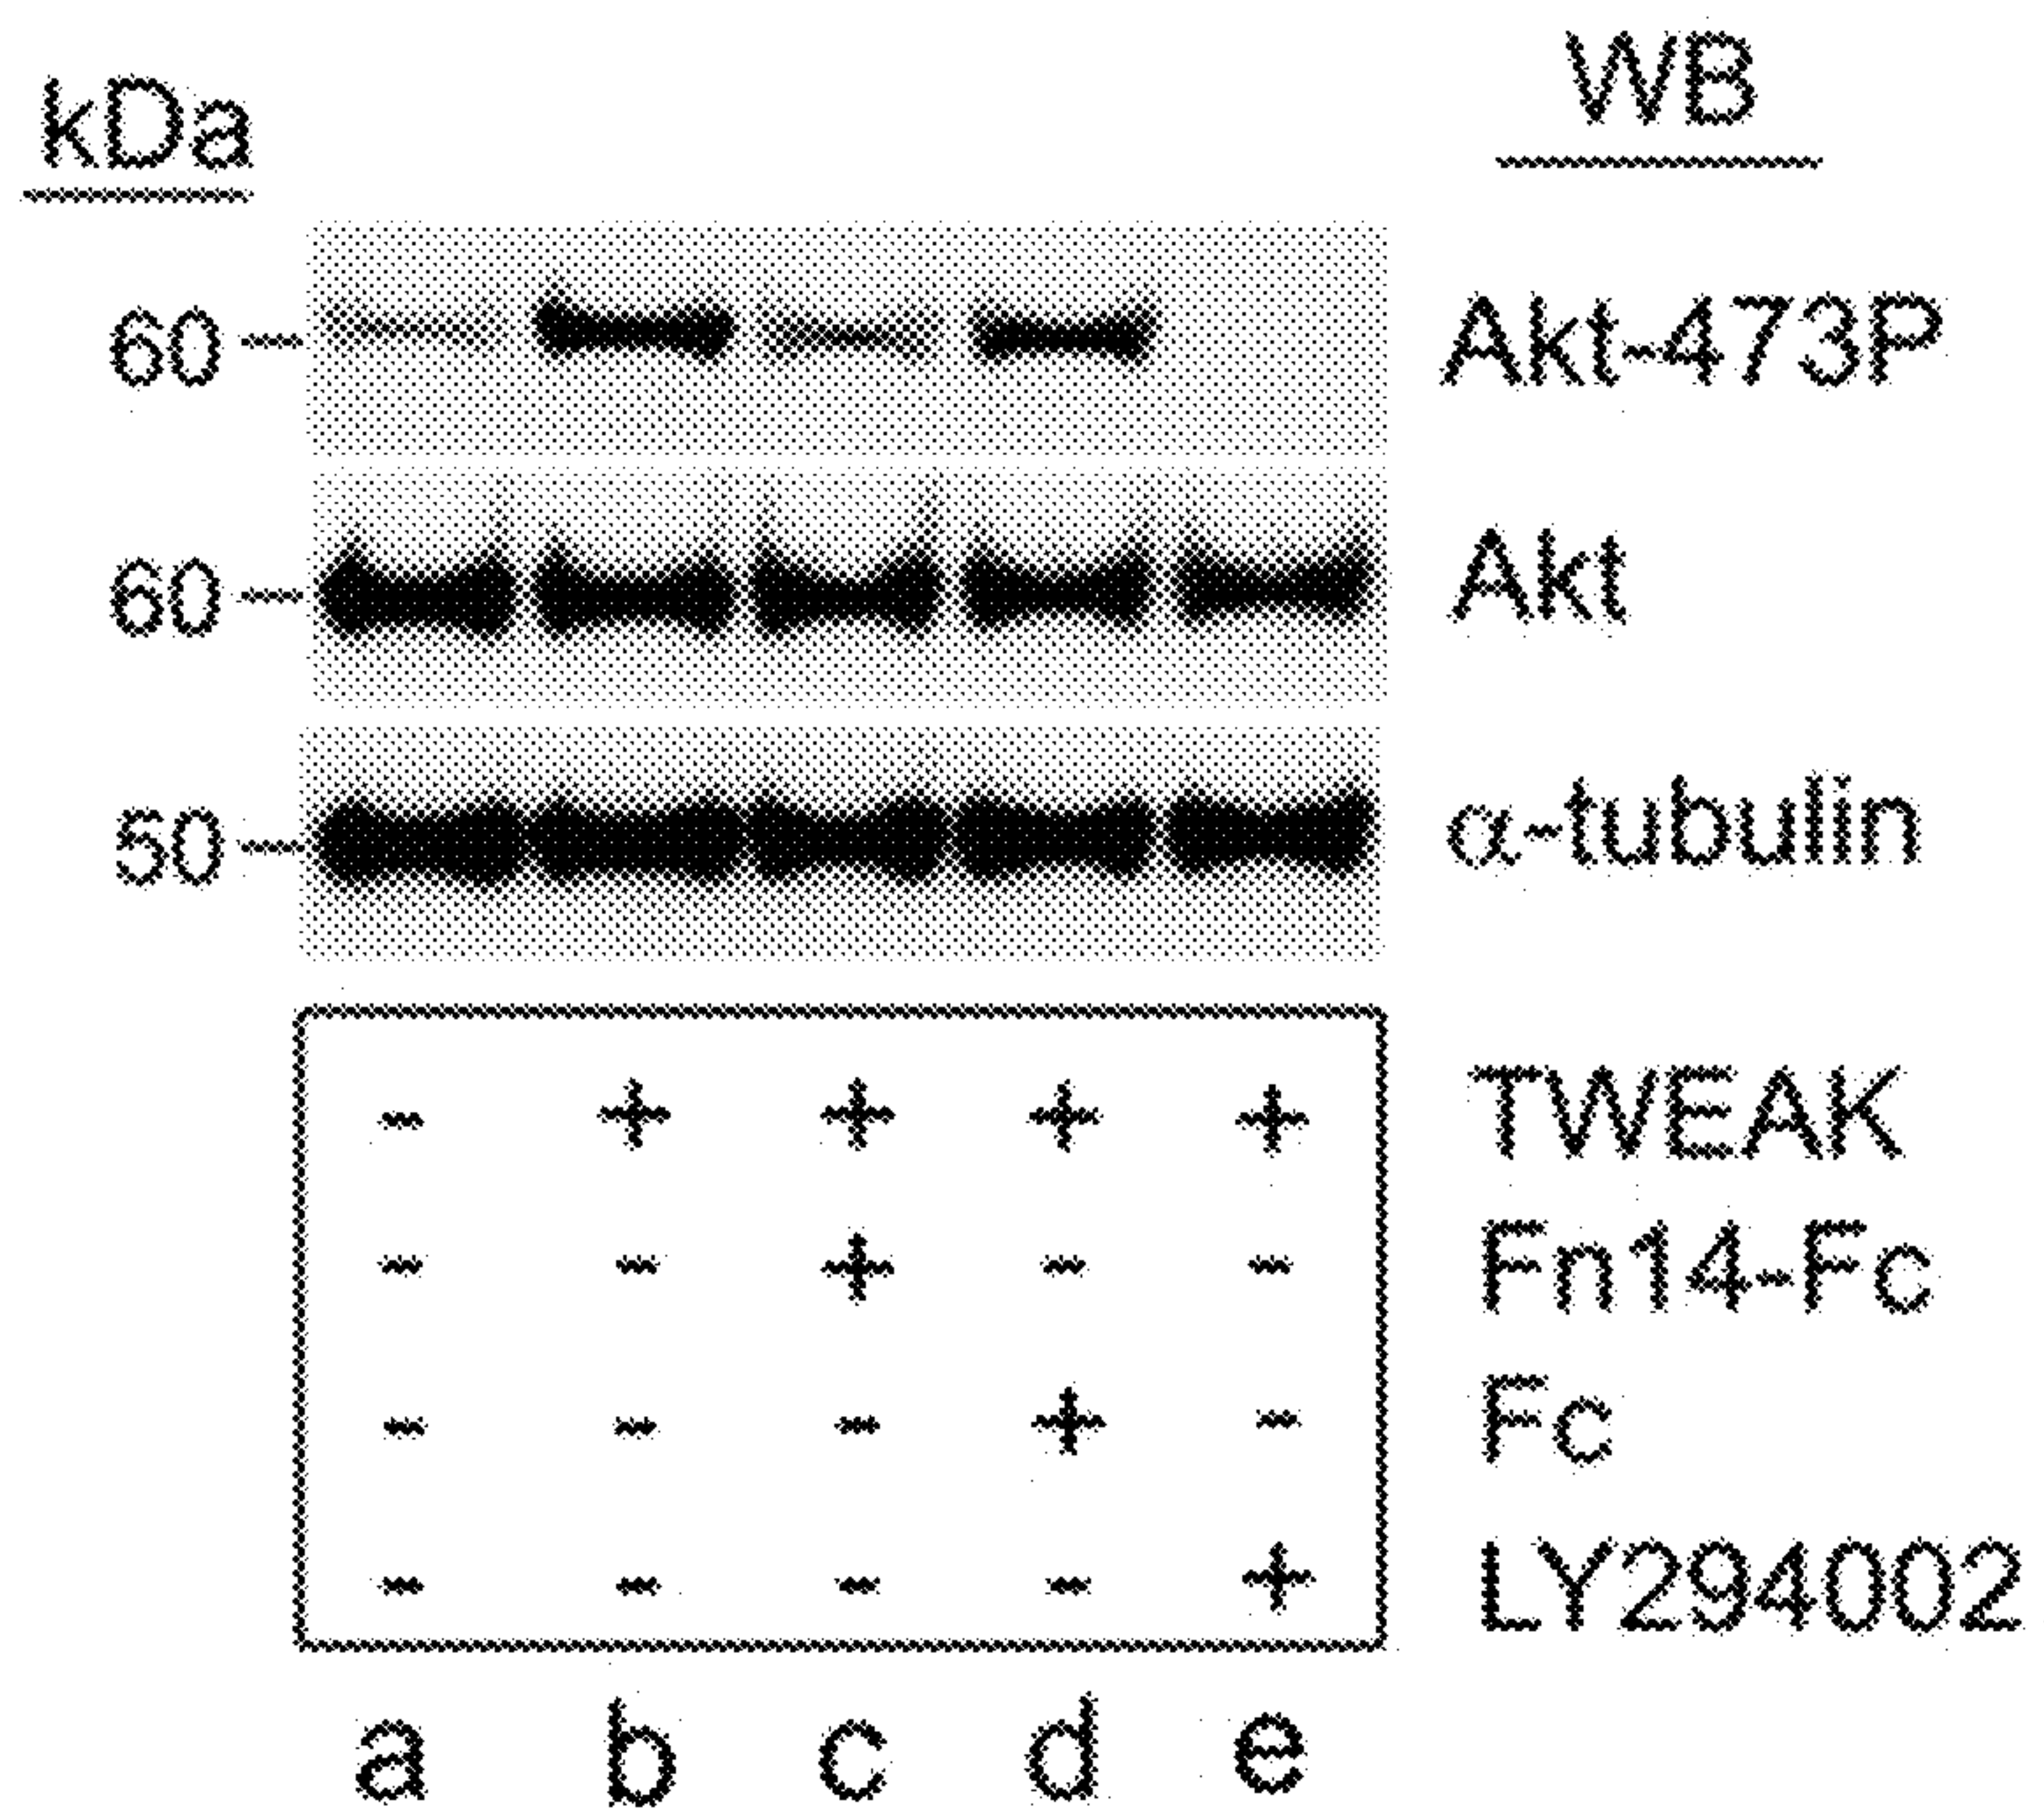 kDa WB
60 Akt-473P
60 Akt
50 α-tubulin
- + + + + TWEAK
- - + - - Fn14-Fc
- - - + - Fc
- - - - + LY294002
a b c d e